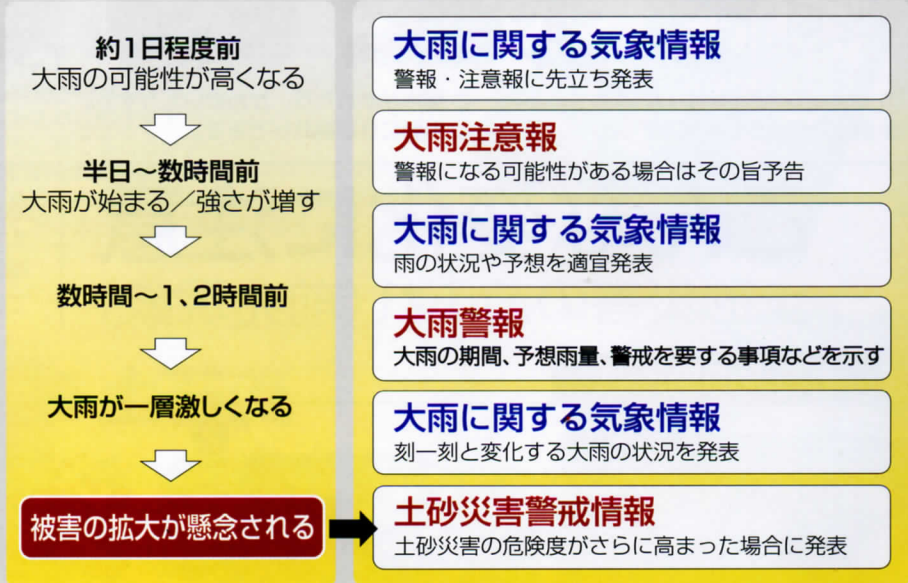 約1日程度前
大雨の可能性が高くなる
半日～数時間前
大雨が始まる／強さが増す
数時間～1、2時間前
大雨が一層激しくなる
被害の拡大が懸念される
大雨に関する気象情報
警報・注意報に先立ち発表
大雨注意報
警報になる可能性がある場合はその旨予告
大雨に関する気象情報
雨の状況や予想を適宜発表
大雨警報
大雨の期間、予想雨量、警戒を要する事項などを示す
大雨に関する気象情報
刻一刻と変化する大雨の状況を発表
土砂災害警戒情報
土砂災害の危険度がさらに高まった場合に発表